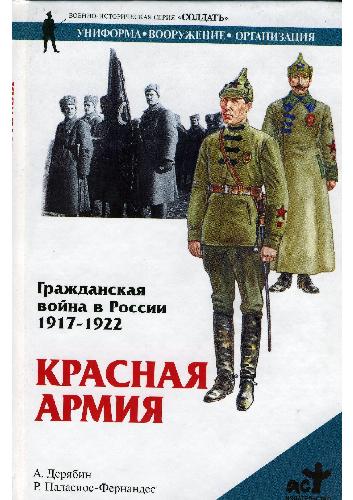 ВОЕННО-ИСТОРИЧЕСКАЯ СЕРИЯ «СОЛДАТЪ»
УНИФОРМА • ВООРУЖЕНИЕ • ОРГАНИЗАЦИЯ
Гражданская
война в России
1917-1922
КРАСНАЯ
АРМИЯ
А. Дерябин
Р. Паласиос-Фернандес
аст